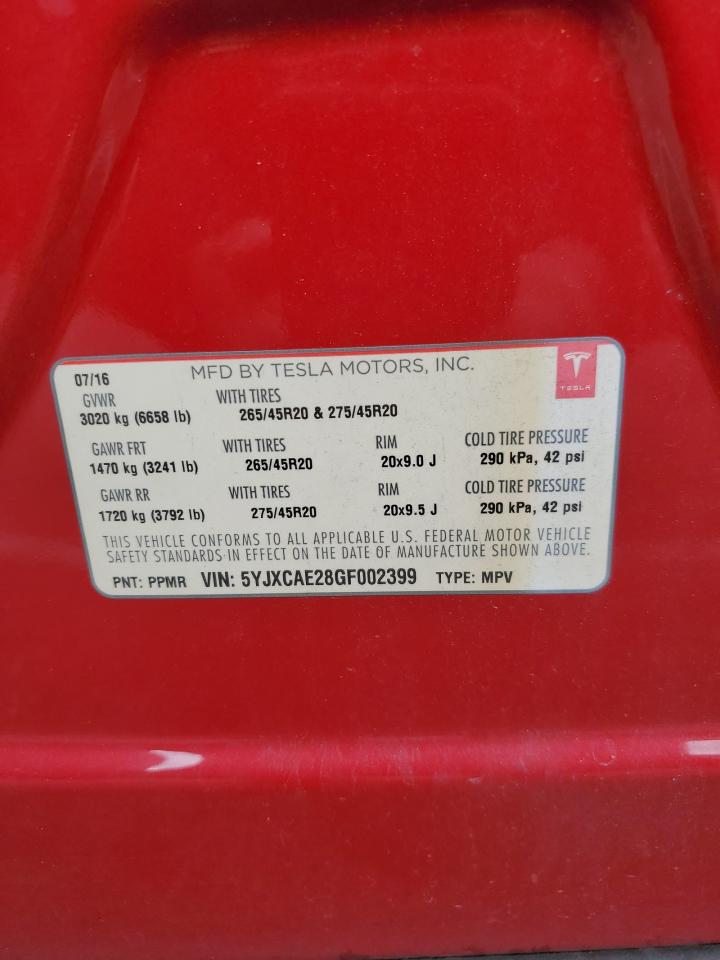 07/16 MFD BY TESLA MOTORS, INC.
TESLA
GVWR WITH TIRES
3020 kg (6658 lb) 265/45R20 & 275/45R20
GAWR FRT WITH TIRES RIM COLD TIRE PRESSURE
1470 kg (3241 lb) 265/45R20 20x9.0 J 290 kPa, 42 psi
GAWR RR WITH TIRES RIM COLD TIRE PRESSURE
1720 kg (3792 lb) 275/45R20 20x9.5 J 290 kPa, 42 psi
THIS VEHICLE CONFORMS TO ALL APPLICABLE U.S. FEDERAL MOTOR VEHICLE
SAFETY STANDARDS IN EFFECT ON THE DATE OF MANUFACTURE SHOWN ABOVE.
PNT: PPMR VIN: 5YJXCAE28GF002399 TYPE: MPV